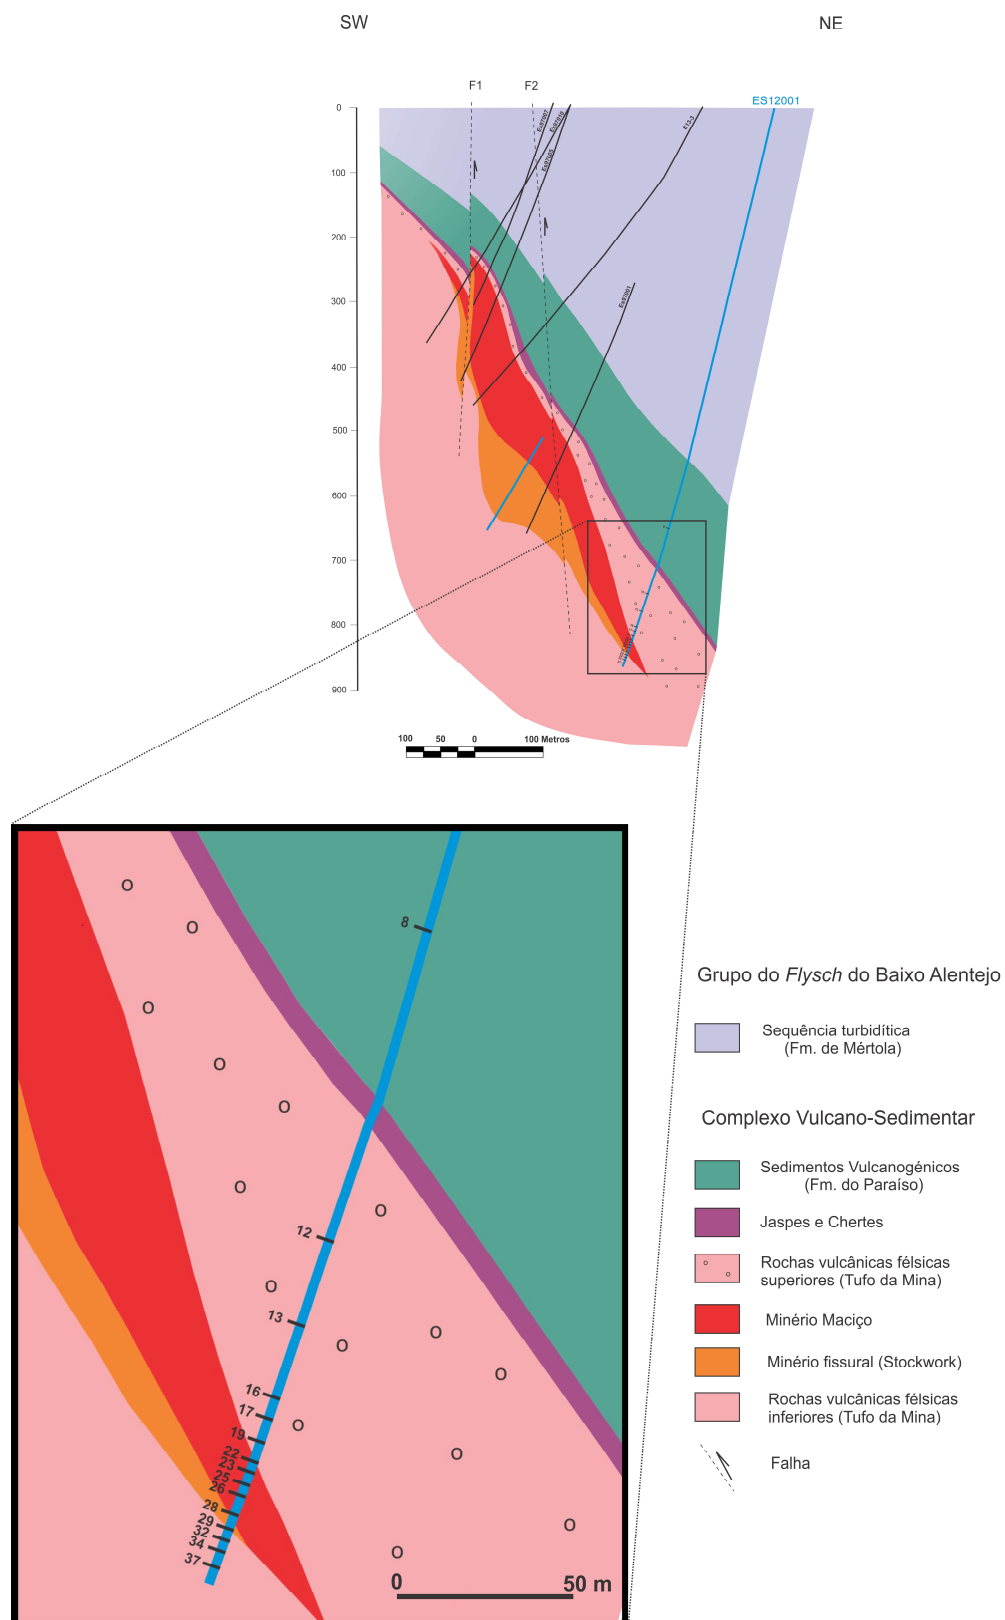 SW
NE
F1
F2
ES12001
0
100
200
300
400
500
600
700
800
900
E13-3
100 50 0 100 Metros
8
12
13
16
17
19
22
23
25
26
28
29
32
34
37
0 50 m
Grupo do Flysch do Baixo Alentejo
Sequência turbidítica
(Fm. de Mértola)
Complexo Vulcano-Sedimentar
Sedimentos Vulcanogénicos
(Fm. do Paraíso)
Jaspes e Chertes
Rochas vulcânicas félsicas
superiores (Tufo da Mina)
Minério Maciço
Minério fissural (Stockwork)
Rochas vulcânicas félsicas
inferiores (Tufo da Mina)
Falha